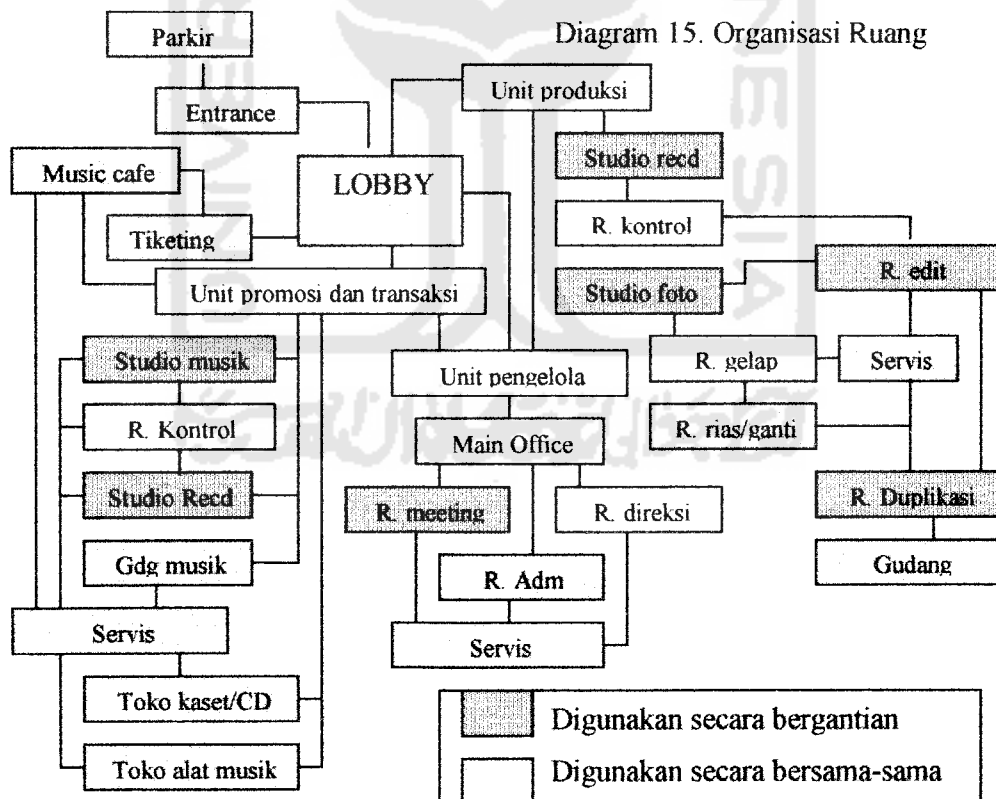 Diagram 15. Organisasi Ruang
Parkir
Entrance
Unit produksi
Music cafe
LOBBY
Studio recd
R. kontrol
Tiketing
R. edit
Unit promosi dan transaksi
Studio foto
Studio musik
Unit pengelola
R. gelap
Servis
R. Kontrol
Main Office
R. rias/ganti
Studio Recd
R. meeting
R. direksi
R. Duplikasi
Gdg musik
R. Adm
Gudang
Servis
Servis
Toko kaset/CD
Toko alat musik
Digunakan secara bergantian
Digunakan secara bersama-sama